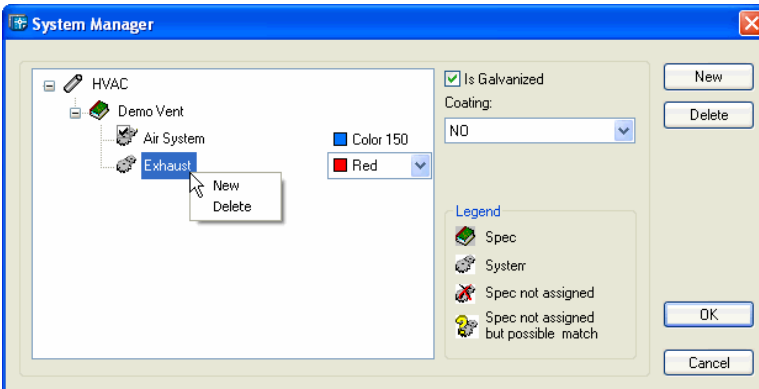 System Manager
HVAC
Demo Vent
Air System
Color 150
Exhaust
Red
New
Delete
Is Galvanized
Coating:
NO
Legend
Spec
System
Spec not assigned
Spec not assigned
but possible match
New
Delete
OK
Cancel